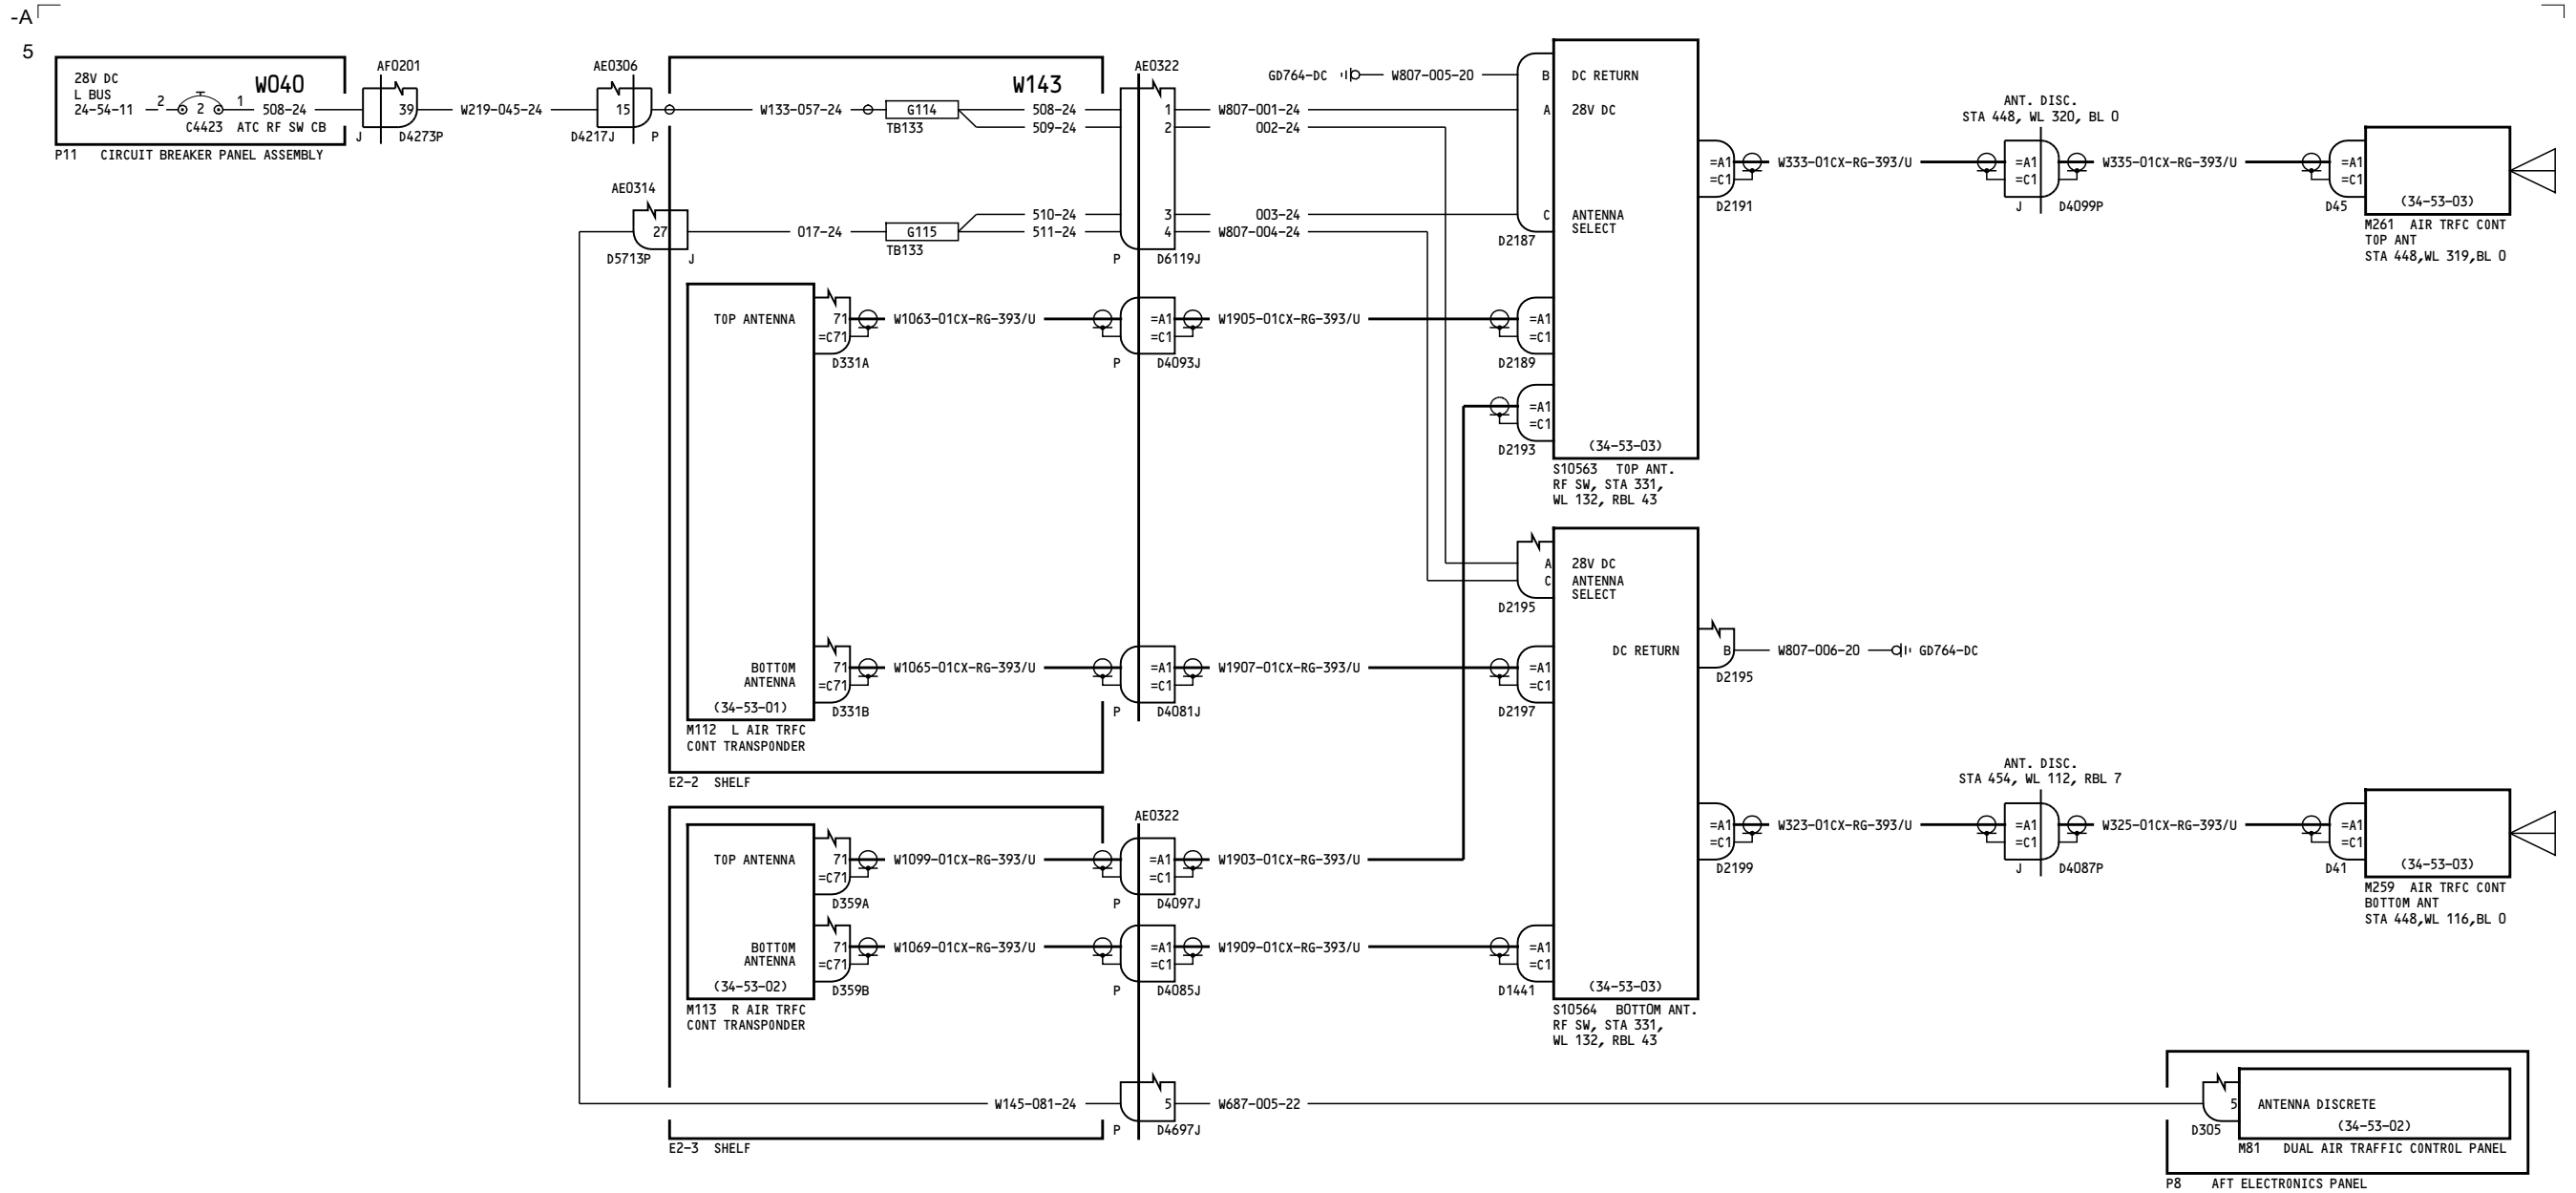 -A
5
28V DC
L BUS
24-54-11
2
2
1
W040
508-24
C4423 ATC RF SW CB
P11 CIRCUIT BREAKER PANEL ASSEMBLY
AF0201
39
J
D4273P
W219-045-24
AE0306
15
D4217J
P
W133-057-24
G114
TB133
W143
508-24
509-24
AE0322
1
2
W807-001-24
002-24
AE0314
27
D5713P
J
017-24
G115
TB133
510-24
511-24
3
4
003-24
W807-004-24
P
D6119J
GD764-DC
W807-005-20
B
DC RETURN
A
28V DC
C
ANTENNA
SELECT
D2187
TOP ANTENNA
71
=C71
D331A
W1063-01CX-RG-393/U
=A1
=C1
P
D4093J
W1905-01CX-RG-393/U
=A1
=C1
D2189
=A1
=C1
D2193
(34-53-03)
S10563 TOP ANT.
RF SW, STA 331,
WL 132, RBL 43
=A1
=C1
D2191
W333-01CX-RG-393/U
ANT. DISC.
STA 448, WL 320, BL 0
=A1
=C1
J
D4099P
W335-01CX-RG-393/U
=A1
=C1
D45
(34-53-03)
M261 AIR TRFC CONT
TOP ANT
STA 448,WL 319,BL 0
A
28V DC
C
ANTENNA
SELECT
D2195
DC RETURN
B
D2195
W807-006-20
GD764-DC
BOTTOM
ANTENNA
71
=C71
D331B
(34-53-01)
M112 L AIR TRFC
CONT TRANSPONDER
W1065-01CX-RG-393/U
=A1
=C1
P
D4081J
W1907-01CX-RG-393/U
=A1
=C1
D2197
E2-2 SHELF
AE0322
TOP ANTENNA
71
=C71
D359A
W1099-01CX-RG-393/U
=A1
=C1
P
D4097J
W1903-01CX-RG-393/U
=A1
=C1
D2199
W323-01CX-RG-393/U
ANT. DISC.
STA 454, WL 112, RBL 7
=A1
=C1
J
D4087P
W325-01CX-RG-393/U
=A1
=C1
D41
(34-53-03)
M259 AIR TRFC CONT
BOTTOM ANT
STA 448,WL 116,BL 0
BOTTOM
ANTENNA
71
=C71
D359B
(34-53-02)
M113 R AIR TRFC
CONT TRANSPONDER
W1069-01CX-RG-393/U
=A1
=C1
P
D4085J
W1909-01CX-RG-393/U
=A1
=C1
D1441
(34-53-03)
S10564 BOTTOM ANT.
RF SW, STA 331,
WL 132, RBL 43
W145-081-24
5
P
D4697J
W687-005-22
E2-3 SHELF
5
D305
ANTENNA DISCRETE
(34-53-02)
M81 DUAL AIR TRAFFIC CONTROL PANEL
P8 AFT ELECTRONICS PANEL